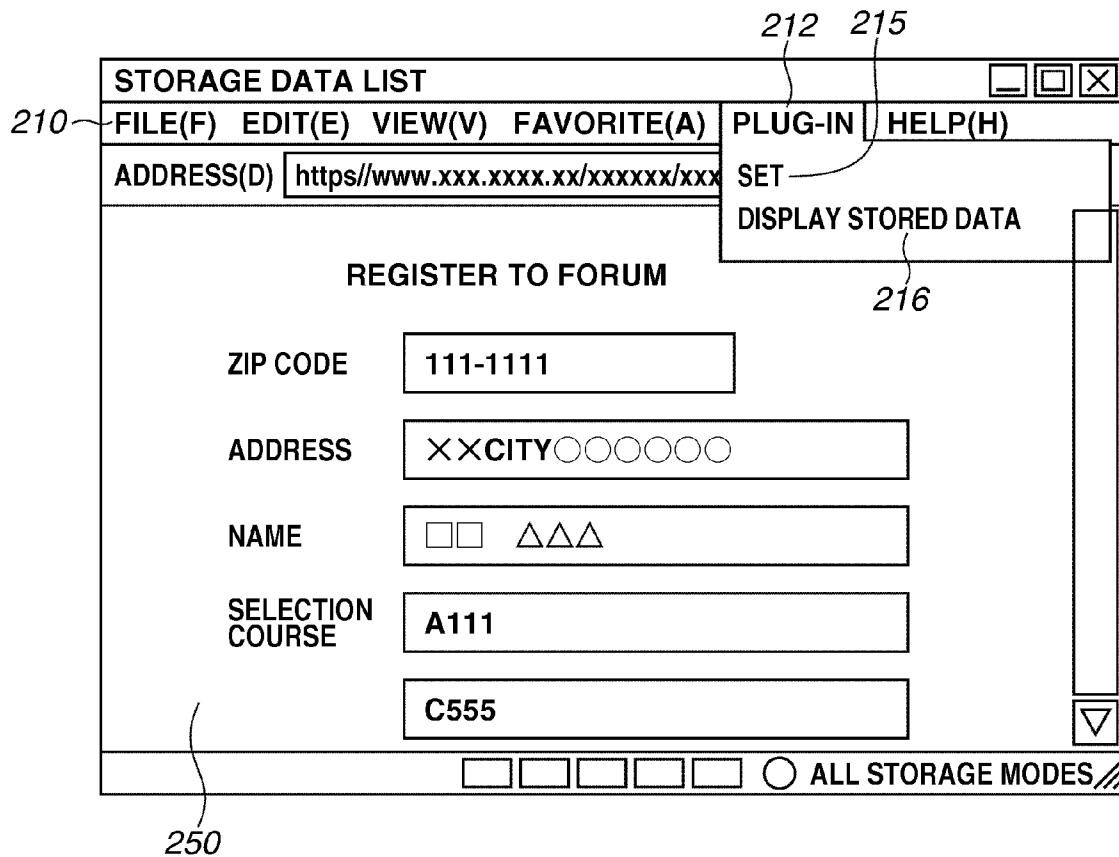 212 215
STORAGE DATA LIST
210 FILE(F) EDIT(E) VIEW(V) FAVORITE(A) PLUG-IN HELP(H)
ADDRESS(D) https//www.xxx.xxxx.xx/xxxxxx/xxx SET
DISPLAY STORED DATA
REGISTER TO FORUM
216
ZIP CODE 111-1111
ADDRESS ××CITY○○○○○○
NAME □□ △△△
SELECTION
COURSE
A111
C555
ALL STORAGE MODES
250